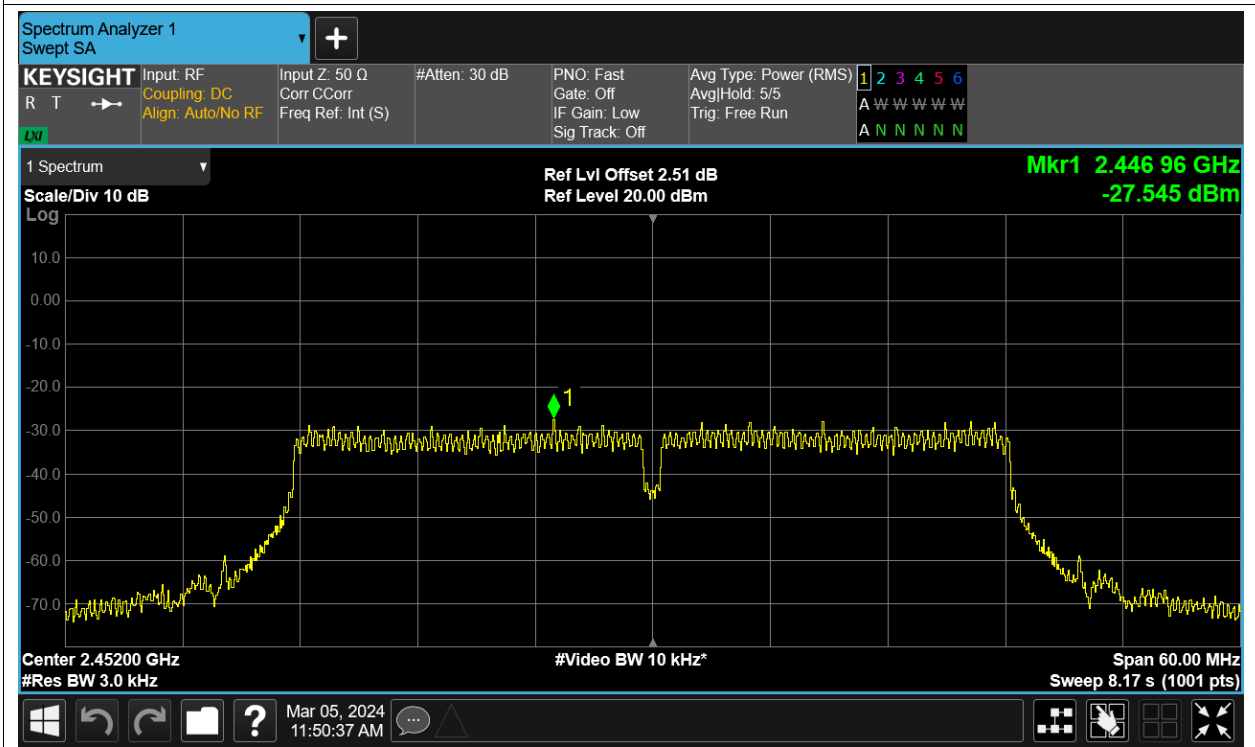 Spectrum Analyzer 1
Swept SA
KEYSIGHT
R T
LXI
Input: RF
Coupling: DC
Align: Auto/No RF
Input Z: 50 Ω
Corr CCorr
Freq Ref: Int (S)
#Atten: 30 dB
PNO: Fast
Gate: Off
IF Gain: Low
Sig Track: Off
Avg Type: Power (RMS)
Avg|Hold: 5/5
Trig: Free Run
1 2 3 4 5 6
A W W W W W
A N N N N N
1 Spectrum
Scale/Div 10 dB
Log
Ref Lvl Offset 2.51 dB
Ref Level 20.00 dBm
Mkr1 2.446 96 GHz
-27.545 dBm
10.0
0.00
-10.0
-20.0
1
-30.0
-40.0
-50.0
-60.0
-70.0
Center 2.45200 GHz
#Video BW 10 kHz*
Span 60.00 MHz
#Res BW 3.0 kHz
Sweep 8.17 s (1001 pts)
?
Mar 05, 2024
11:50:37 AM